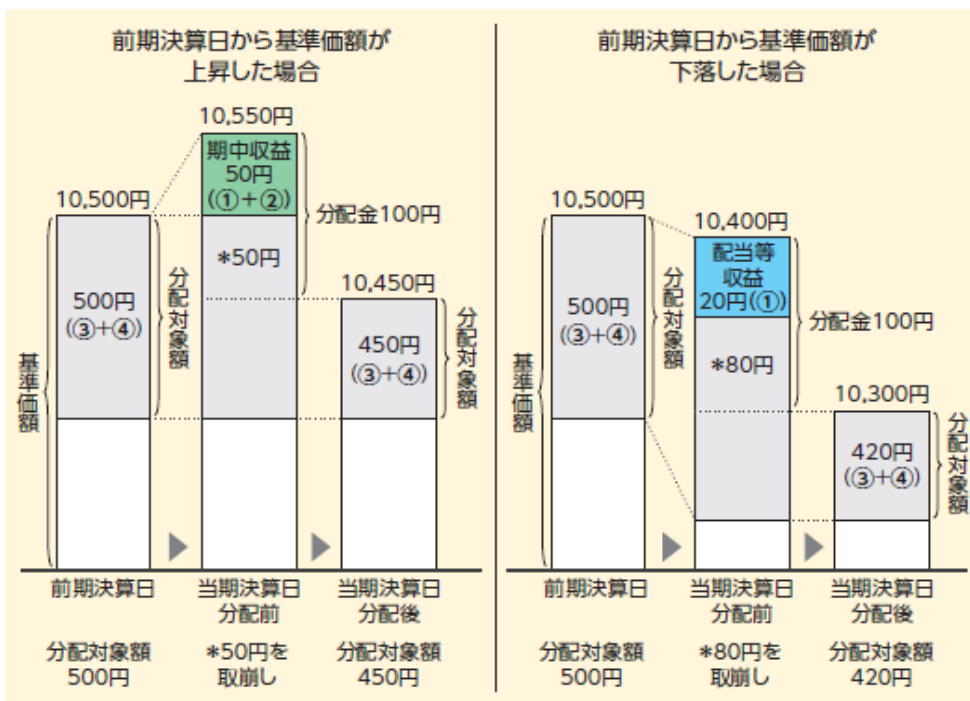 前期決算日から基準価額が
上昇した場合
10,550円
期中収益
50円
(①+②)
10,500円
分配金100円
*50円
10,450円
500円
(③+④)
分配対象額
450円
(③+④)
分配対象額
基準価額
前期決算日
当期決算日
分配前
当期決算日
分配後
分配対象額
500円
*50円を
取崩し
分配対象額
450円
前期決算日から基準価額が
下落した場合
10,500円
10,400円
配当等
収益
20円(①)
500円
(③+④)
分配対象額
分配金100円
*80円
基準価額
10,300円
420円
(③+④)
分配対象額
前期決算日
当期決算日
分配前
当期決算日
分配後
分配対象額
500円
*80円を
取崩し
分配対象額
420円